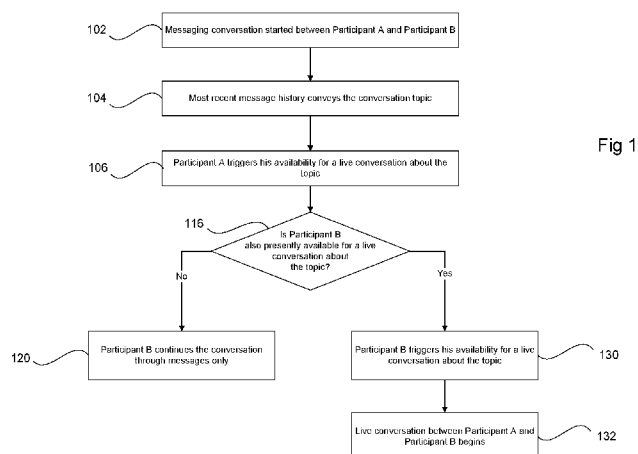 102
Messaging conversation started between Participant A and Participant B
104
Most recent message history conveys the conversation topic
Fig 1
106
Participant A triggers his availability for a live conversation about the
topic
116
Is Participant B
also presently available for a live
conversation about
the topic?
No
Yes
120
Participant B continues the conversation
through messages only
Participant B triggers his availability for a live
conversation about the topic
130
Live conversation between Participant A and
Participant B begins
132